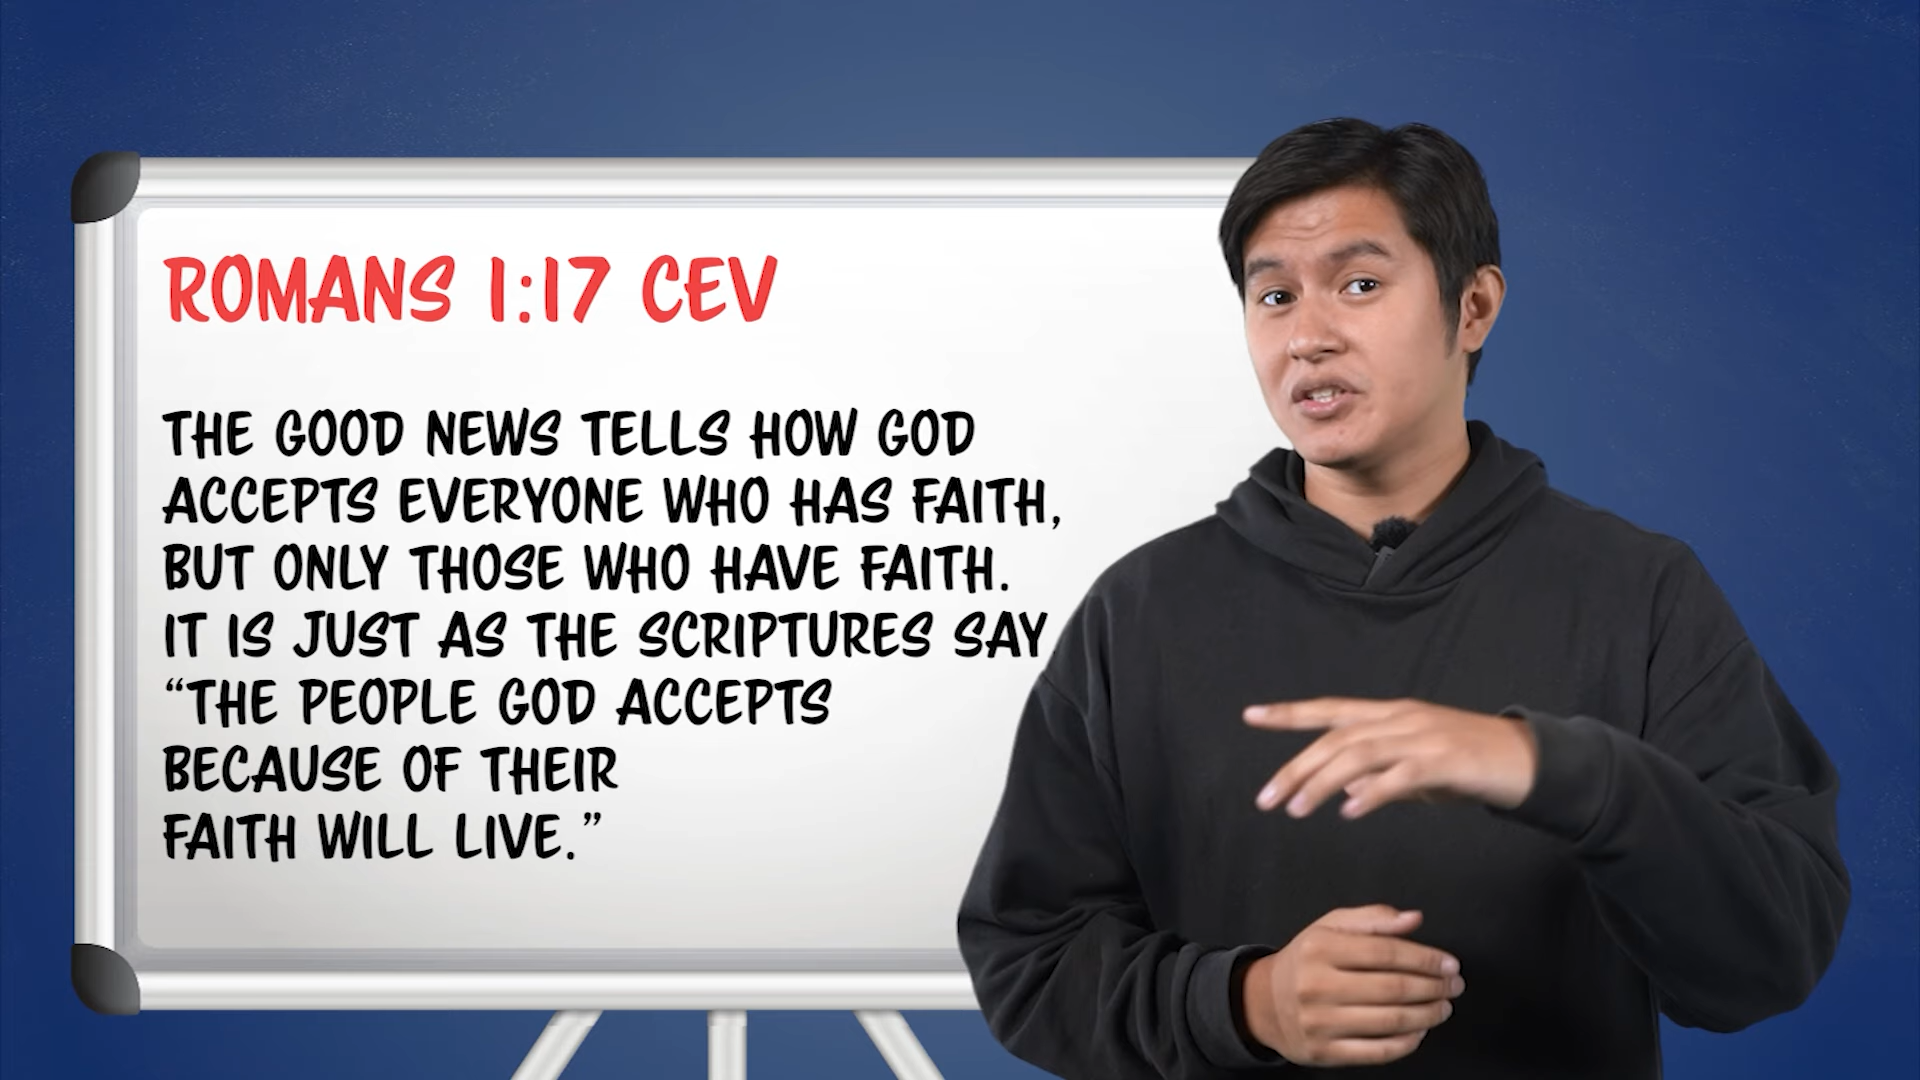 ROMANS 1:17 CEV
THE GOOD NEWS TELLS HOW GOD
ACCEPTS EVERYONE WHO HAS FAITH,
BUT ONLY THOSE WHO HAVE FAITH.
IT IS JUST AS THE SCRIPTURES SAY,
“THE PEOPLE GOD ACCEPTS
BECAUSE OF THEIR
FAITH WILL LIVE.”